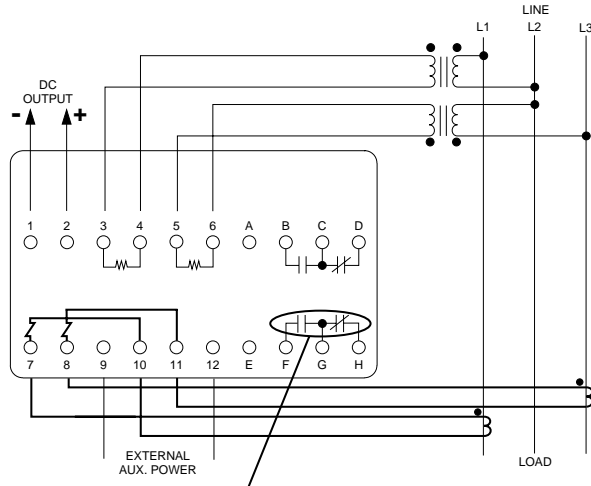 LINE
L1 L2 L3
DC
OUTPUT
- +
1 2 3 4 5 6 A B C D
7 8 9 10 11 12 E F G H
EXTERNAL
AUX. POWER
LOAD